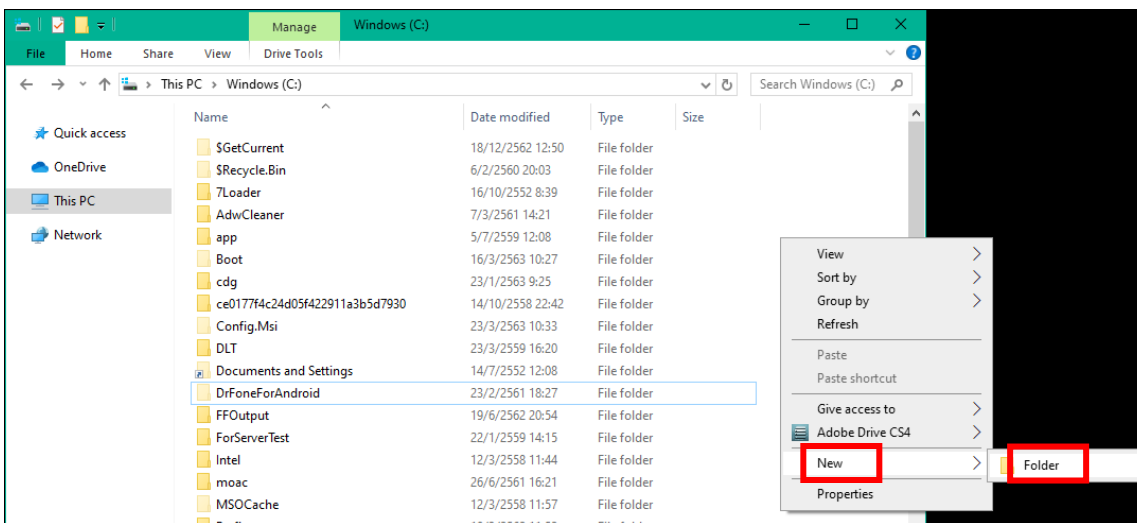 Manage Windows (C:)
File Home Share View Drive Tools
This PC Windows (C:) Search Windows (C:)
Name Date modified Type Size
Quick access
OneDrive
This PC
Network
$GetCurrent 18/12/2562 12:50 File folder
$Recycle.Bin 6/2/2560 20:03 File folder
7Loader 16/10/2552 8:39 File folder
AdwCleaner 7/3/2561 14:21 File folder
app 5/7/2559 12:08 File folder
Boot 16/3/2563 10:27 File folder
cdg 23/1/2563 9:25 File folder
ce0177f4c24d05f422911a3b5d7930 14/10/2558 22:42 File folder
Config.Msi 23/3/2563 10:33 File folder
DLT 23/3/2559 16:20 File folder
Documents and Settings 14/7/2552 12:08 File folder
DrFoneForAndroid 23/2/2561 18:27 File folder
FFOutput 19/6/2562 20:54 File folder
ForServerTest 22/1/2559 14:15 File folder
Intel 12/3/2558 11:44 File folder
moac 26/6/2561 16:21 File folder
MSOCache 12/3/2558 11:57 File folder
View
Sort by
Group by
Refresh
Paste
Paste shortcut
Give access to
Adobe Drive CS4
New
Folder
Properties